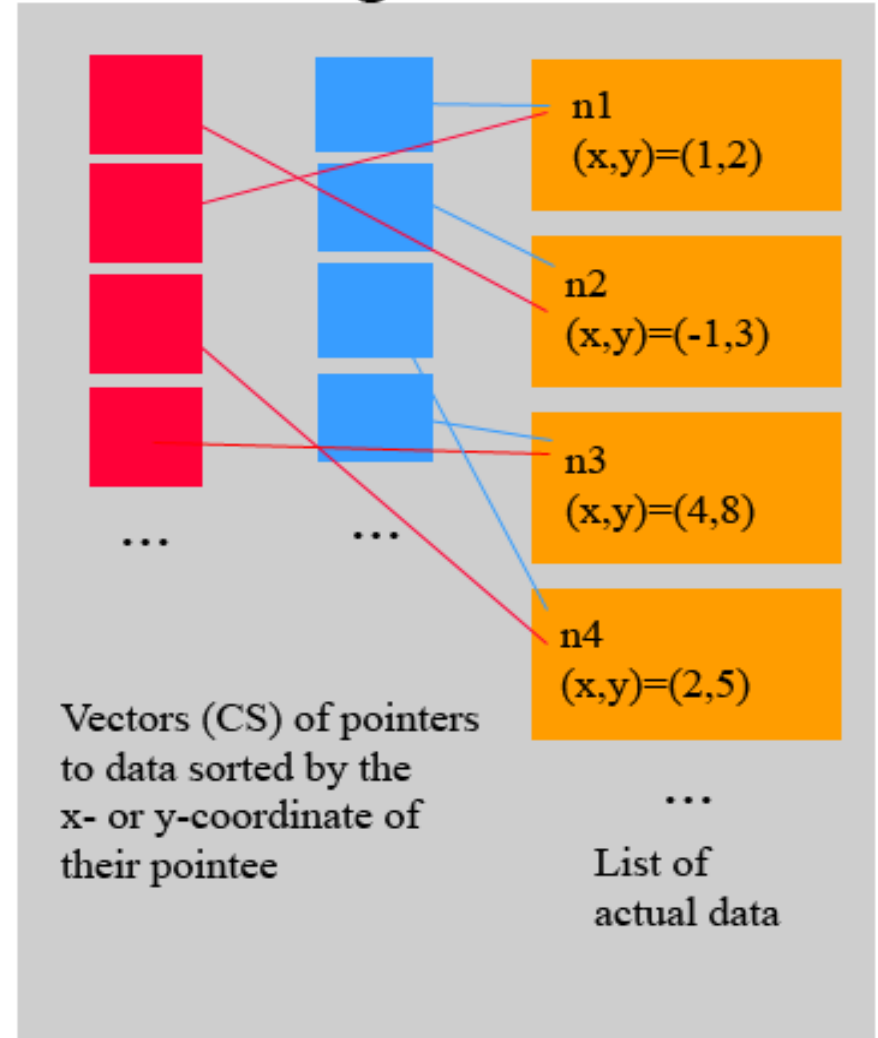 n1
(x,y)=(1,2)
n2
(x,y)=(-1,3)
n3
(x,y)=(4,8)
n4
(x,y)=(2,5)
...
...
...
Vectors (CS) of pointers
to data sorted by the
x- or y-coordinate of
their pointee
List of
actual data